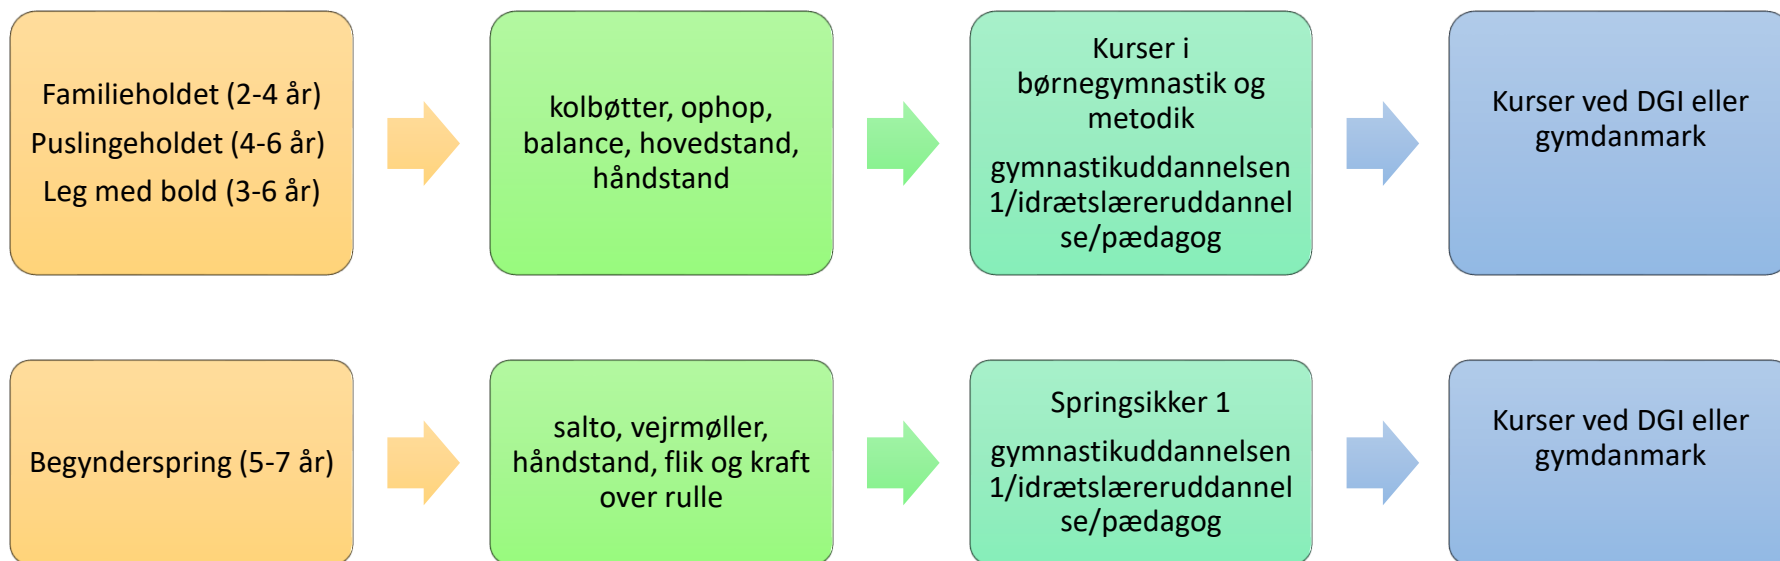 Familieholdet (2-4 år)
Puslingeholdet (4-6 år)
Leg med bold (3-6 år)
kolbøtter, ophop,
balance, hovedstand,
håndstand
Kurser i
børnegymnastik og
metodik
gymnastikuddannelsen
1/idrætslæreruddannel
se/pædagog
Kurser ved DGI eller
gymdanmark
Begynderspring (5-7 år)
salto, vejrmøller,
håndstand, flik og kraft
over rulle
Springsikker 1
gymnastikuddannelsen
1/idrætslæreruddannel
se/pædagog
Kurser ved DGI eller
gymdanmark